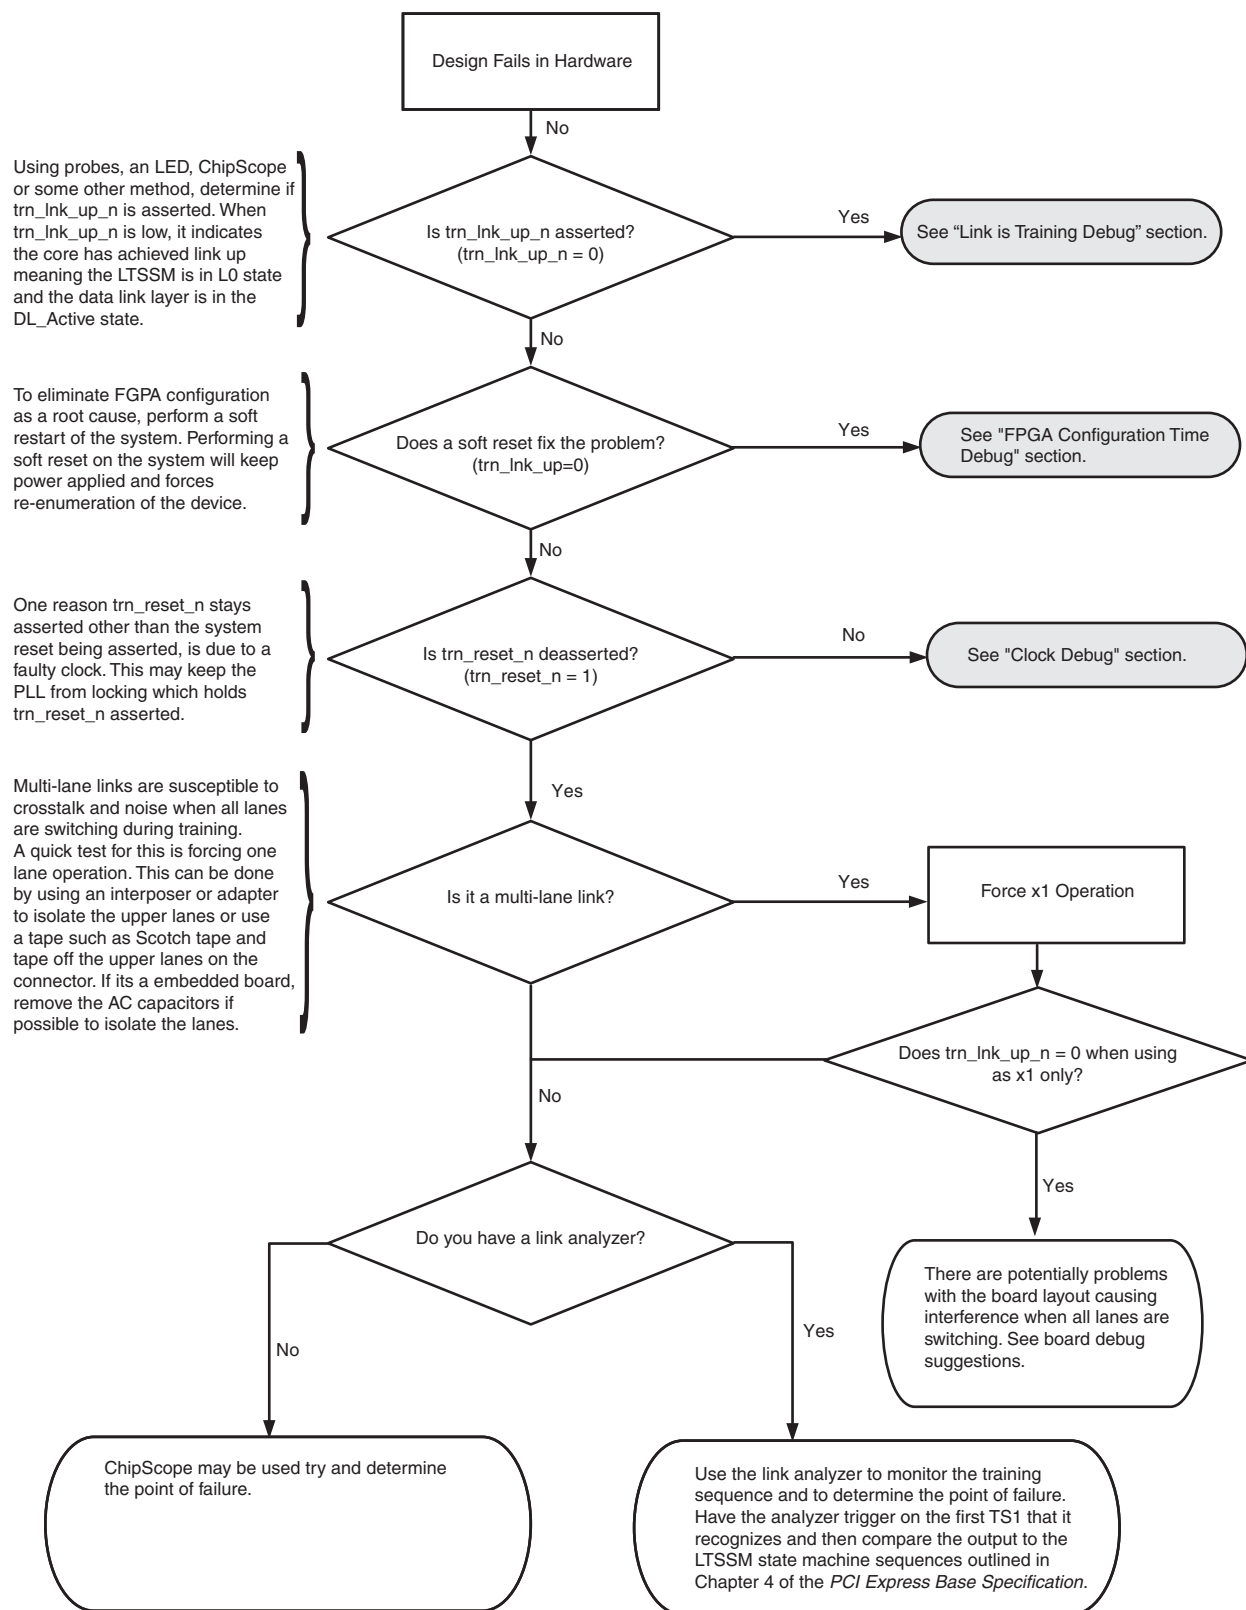 Design Fails in Hardware
No
Using probes, an LED, ChipScope
or some other method, determine if
trn_lnk_up_n is asserted. When
trn_lnk_up_n is low, it indicates
the core has achieved link up
meaning the LTSSM is in L0 state
and the data link layer is in the
DL_Active state.
Is trn_lnk_up_n asserted?
(trn_lnk_up_n = 0)
Yes
See “Link is Training Debug” section.
No
To eliminate FGPA configuration
as a root cause, perform a soft
restart of the system. Performing a
soft reset on the system will keep
power applied and forces
re-enumeration of the device.
Does a soft reset fix the problem?
(trn_lnk_up=0)
Yes
See "FPGA Configuration Time
Debug" section.
No
One reason trn_reset_n stays
asserted other than the system
reset being asserted, is due to a
faulty clock. This may keep the
PLL from locking which holds
trn_reset_n asserted.
Is trn_reset_n deasserted?
(trn_reset_n = 1)
No
See "Clock Debug" section.
Yes
Multi-lane links are susceptible to
crosstalk and noise when all lanes
are switching during training.
A quick test for this is forcing one
lane operation. This can be done
by using an interposer or adapter
to isolate the upper lanes or use
a tape such as Scotch tape and
tape off the upper lanes on the
connector. If its a embedded board,
remove the AC capacitors if
possible to isolate the lanes.
Is it a multi-lane link?
Yes
Force x1 Operation
Does trn_lnk_up_n = 0 when using
as x1 only?
No
Yes
Do you have a link analyzer?
There are potentially problems
with the board layout causing
interference when all lanes are
switching. See board debug
suggestions.
No
Yes
ChipScope may be used try and determine
the point of failure.
Use the link analyzer to monitor the training
sequence and to determine the point of failure.
Have the analyzer trigger on the first TS1 that it
recognizes and then compare the output to the
LTSSM state machine sequences outlined in
Chapter 4 of the PCI Express Base Specification.